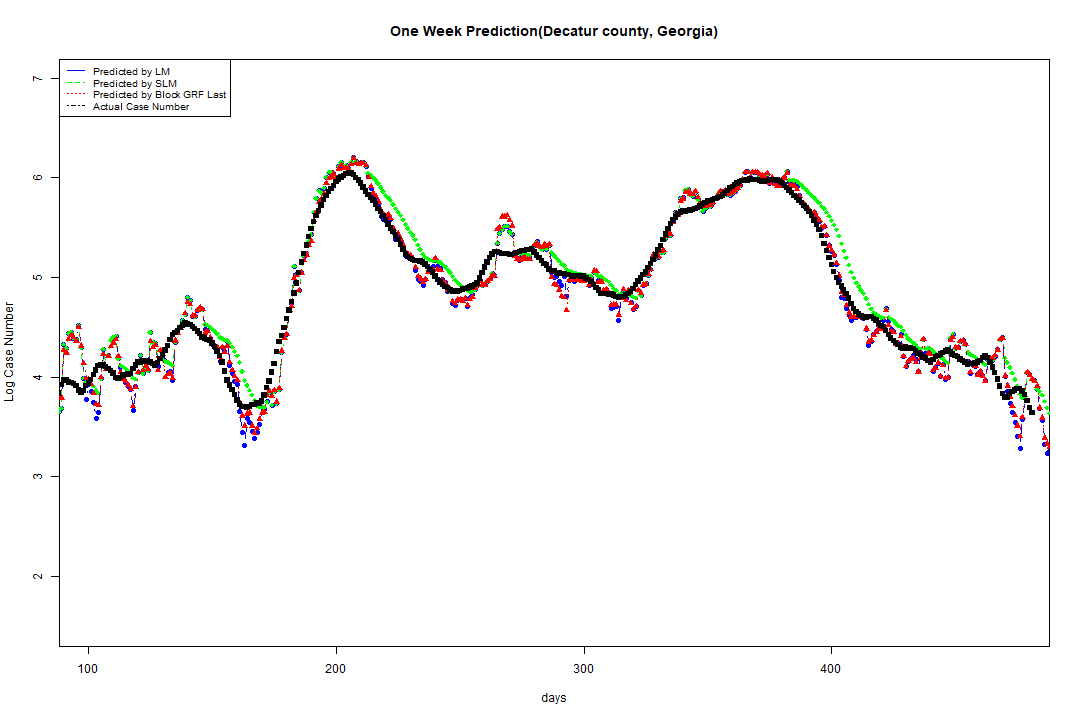 One Week Prediction(Decatur county, Georgia)
Predicted by LM
Predicted by SLM
Predicted by Block GRF Last
Actual Case Number
Log Case Number
7
6
5
4
3
2
100 200 300 400
days